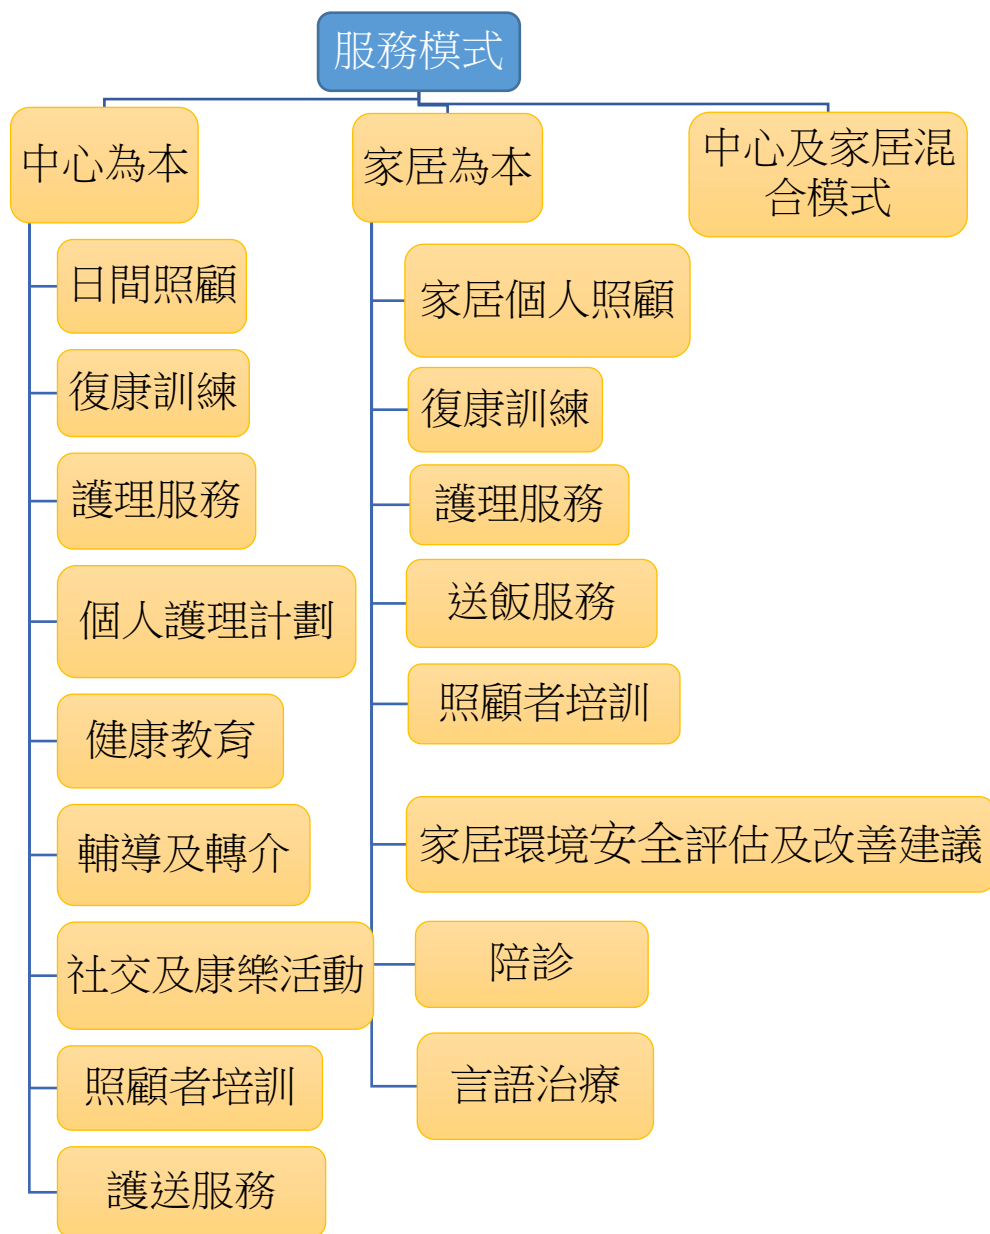 服務模式
中心為本
日間照顧
復康訓練
護理服務
個人護理計劃
健康教育
輔導及轉介
社交及康樂活動
照顧者培訓
護送服務
家居為本
家居個人照顧
復康訓練
護理服務
送飯服務
照顧者培訓
家居環境安全評估及改善建議
陪診
言語治療
中心及家居混
合模式